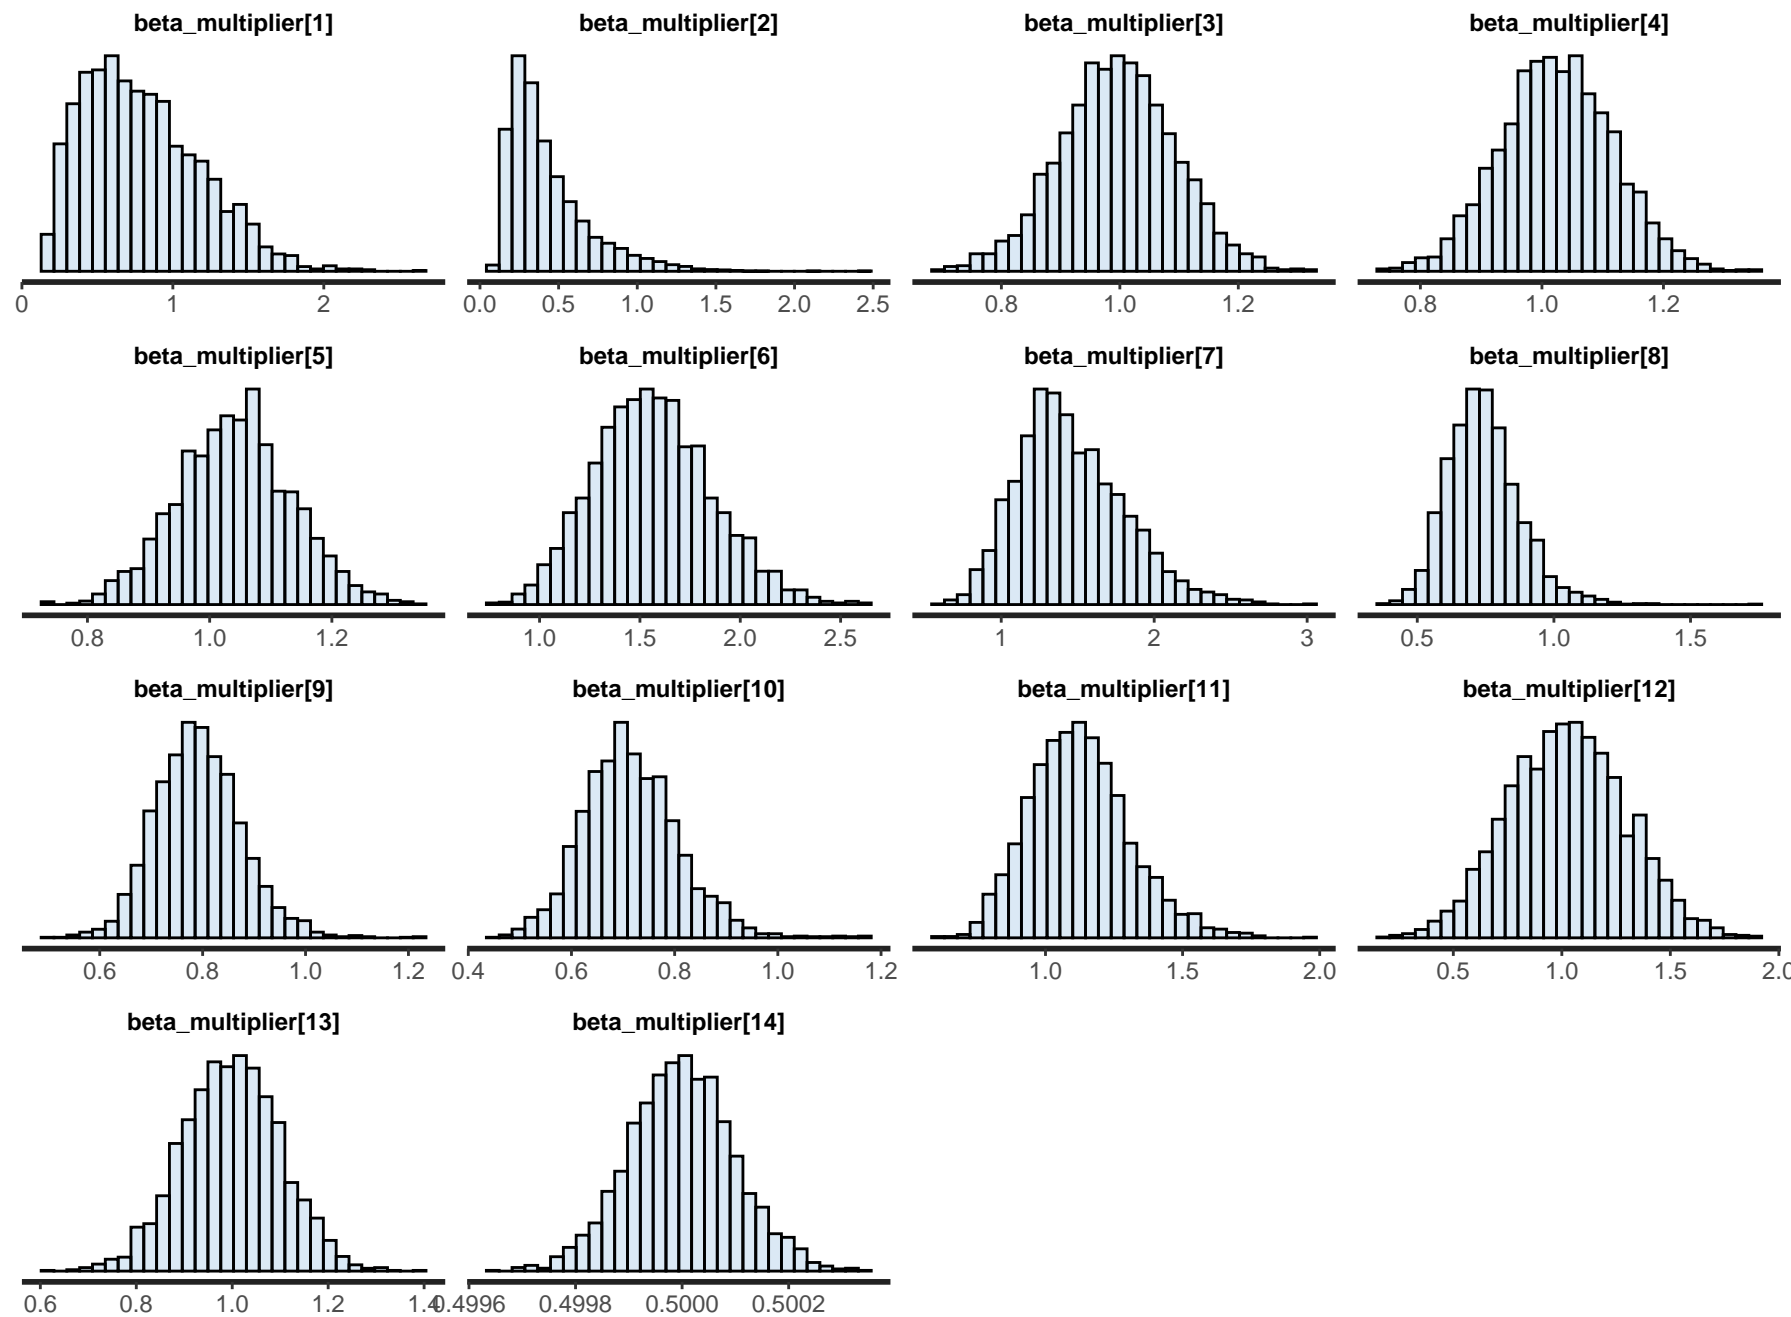 beta_multiplier[1] beta_multiplier[2] beta_multiplier[3] beta_multiplier[4]
0 1 2 0.0 0.5 1.0 1.5 2.0 2.5 0.8 1.0 1.2 0.8 1.0 1.2
beta_multiplier[5] beta_multiplier[6] beta_multiplier[7] beta_multiplier[8]
0.8 1.0 1.2 1.0 1.5 2.0 2.5 1 2 3 0.5 1.0 1.5
beta_multiplier[9] beta_multiplier[10] beta_multiplier[11] beta_multiplier[12]
0.6 0.8 1.0 1.2 0.4 0.6 0.8 1.0 1.2 1.0 1.5 2.0 0.5 1.0 1.5 2.0
beta_multiplier[13] beta_multiplier[14]
0.6 0.8 1.0 1.2 1.4 0.4996 0.4998 0.5000 0.5002